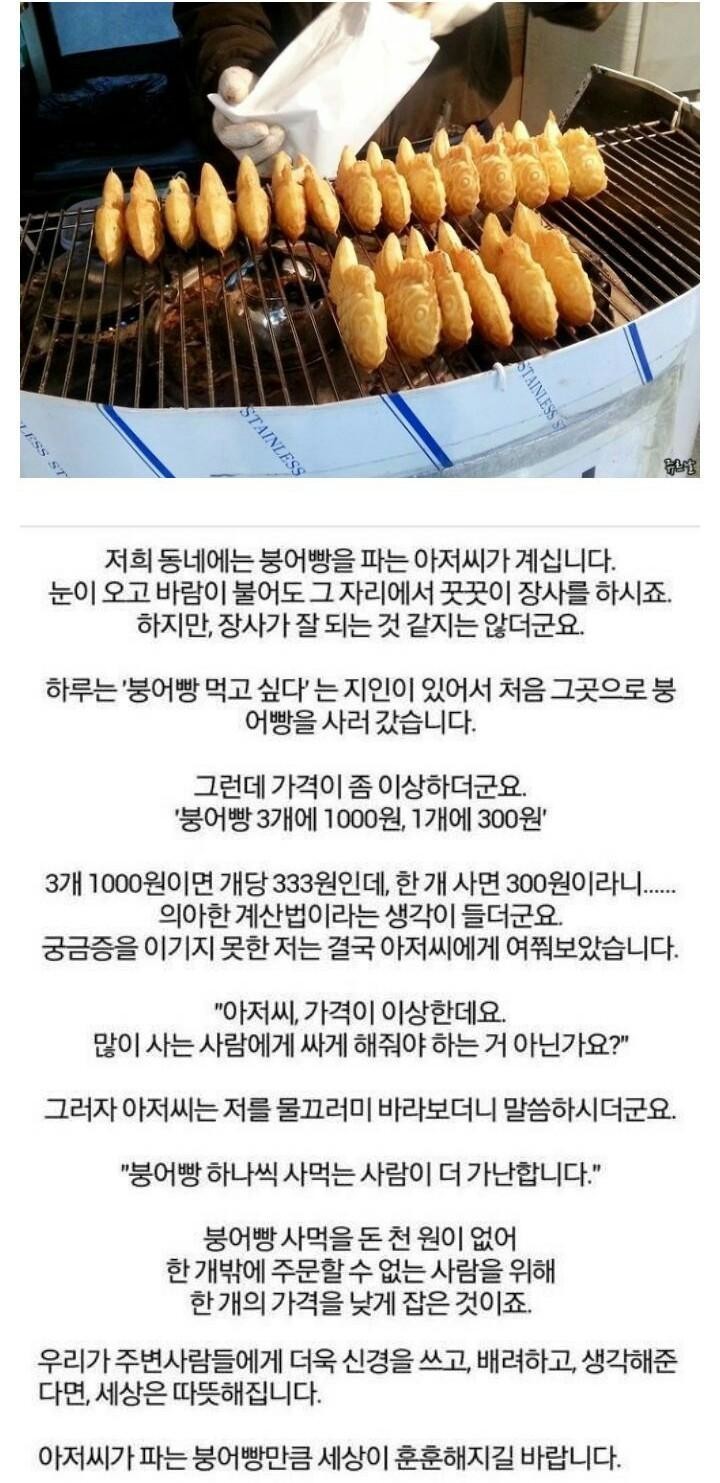 STAINLESS ST
STAINLESS
LESS ST
저희 동네에는 붕어빵을 파는 아저씨가 계십니다.
눈이 오고 바람이 불어도 그 자리에서 꿋꿋이 장사를 하시죠.
하지만, 장사가 잘 되는 것 같지는 않더군요.
하루는 '붕어빵 먹고 싶다' 는 지인이 있어서 처음 그곳으로 붕
어빵을 사러 갔습니다.
그런데 가격이 좀 이상하더군요.
'붕어빵 3개에 1000원, 1개에 300원'
3개 1000원이면 개당 333원인데, 한 개 사면 300원이라니......
의아한 계산법이라는 생각이 들더군요.
궁금증을 이기지 못한 저는 결국 아저씨에게 여쭤보았습니다.
"아저씨, 가격이 이상한데요.
많이 사는 사람에게 싸게 해줘야 하는 거 아닌가요?"
그러자 아저씨는 저를 물끄러미 바라보더니 말씀하시더군요.
"붕어빵 하나씩 사먹는 사람이 더 가난합니다."
붕어빵 사먹을 돈 천 원이 없어
한 개밖에 주문할 수 없는 사람을 위해
한 개의 가격을 낮게 잡은 것이죠.
우리가 주변사람들에게 더욱 신경을 쓰고, 배려하고, 생각해준
다면, 세상은 따뜻해집니다.
아저씨가 파는 붕어빵만큼 세상이 훈훈해지길 바랍니다.